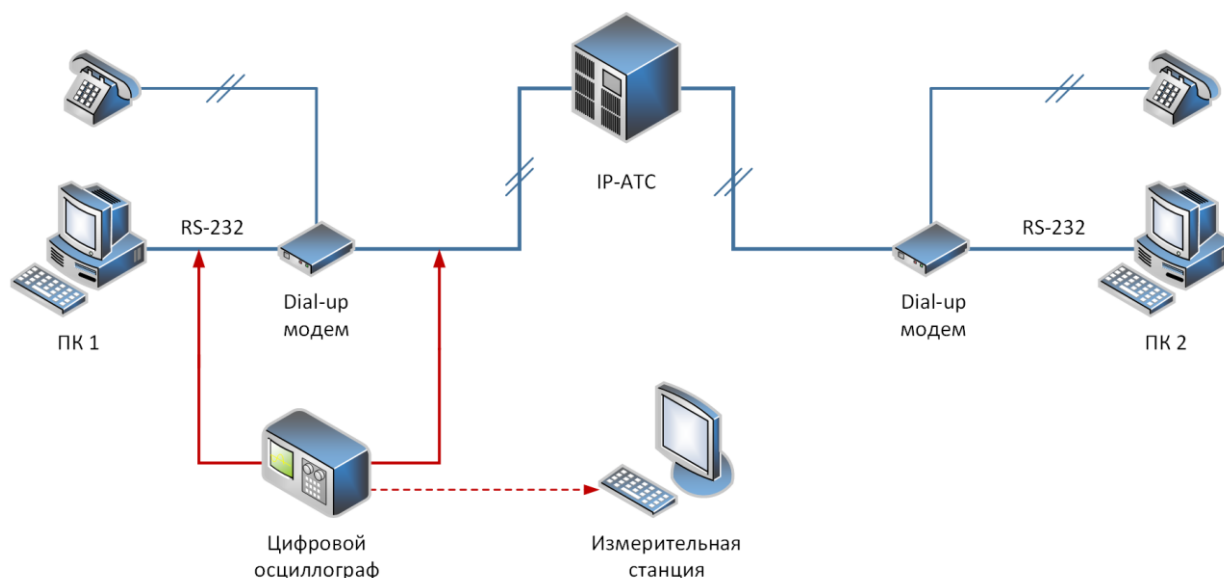 IP-АТС
RS-232
RS-232
Dial-up
модем
Dial-up
модем
ПК 1
ПК 2
Цифровой
осциллограф
Измерительная
станция